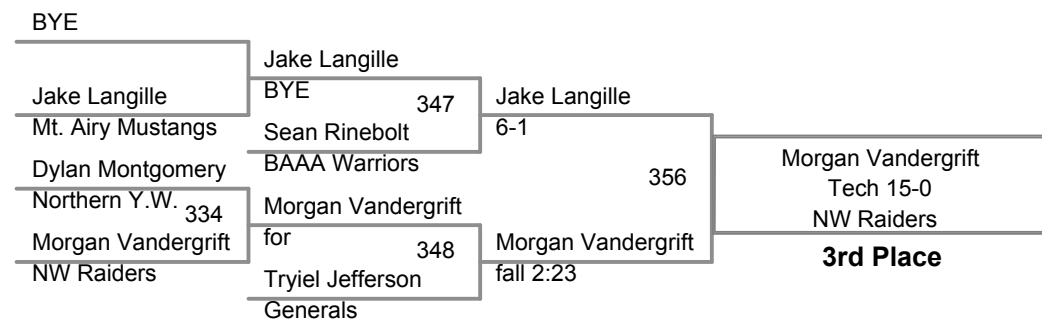 BYE
Jake Langille
Mt. Airy Mustangs
Dylan Montgomery
Northern Y.W.
334
Morgan Vandergrift
NW Raiders
Jake Langille
BYE
347
Sean Rinebolt
BAAA Warriors
Morgan Vandergrift
for
348
Tryiel Jefferson
Generals
Jake Langille
6-1
356
Morgan Vandergrift
fall 2:23
Morgan Vandergrift
Tech 15-0
NW Raiders
3rd Place